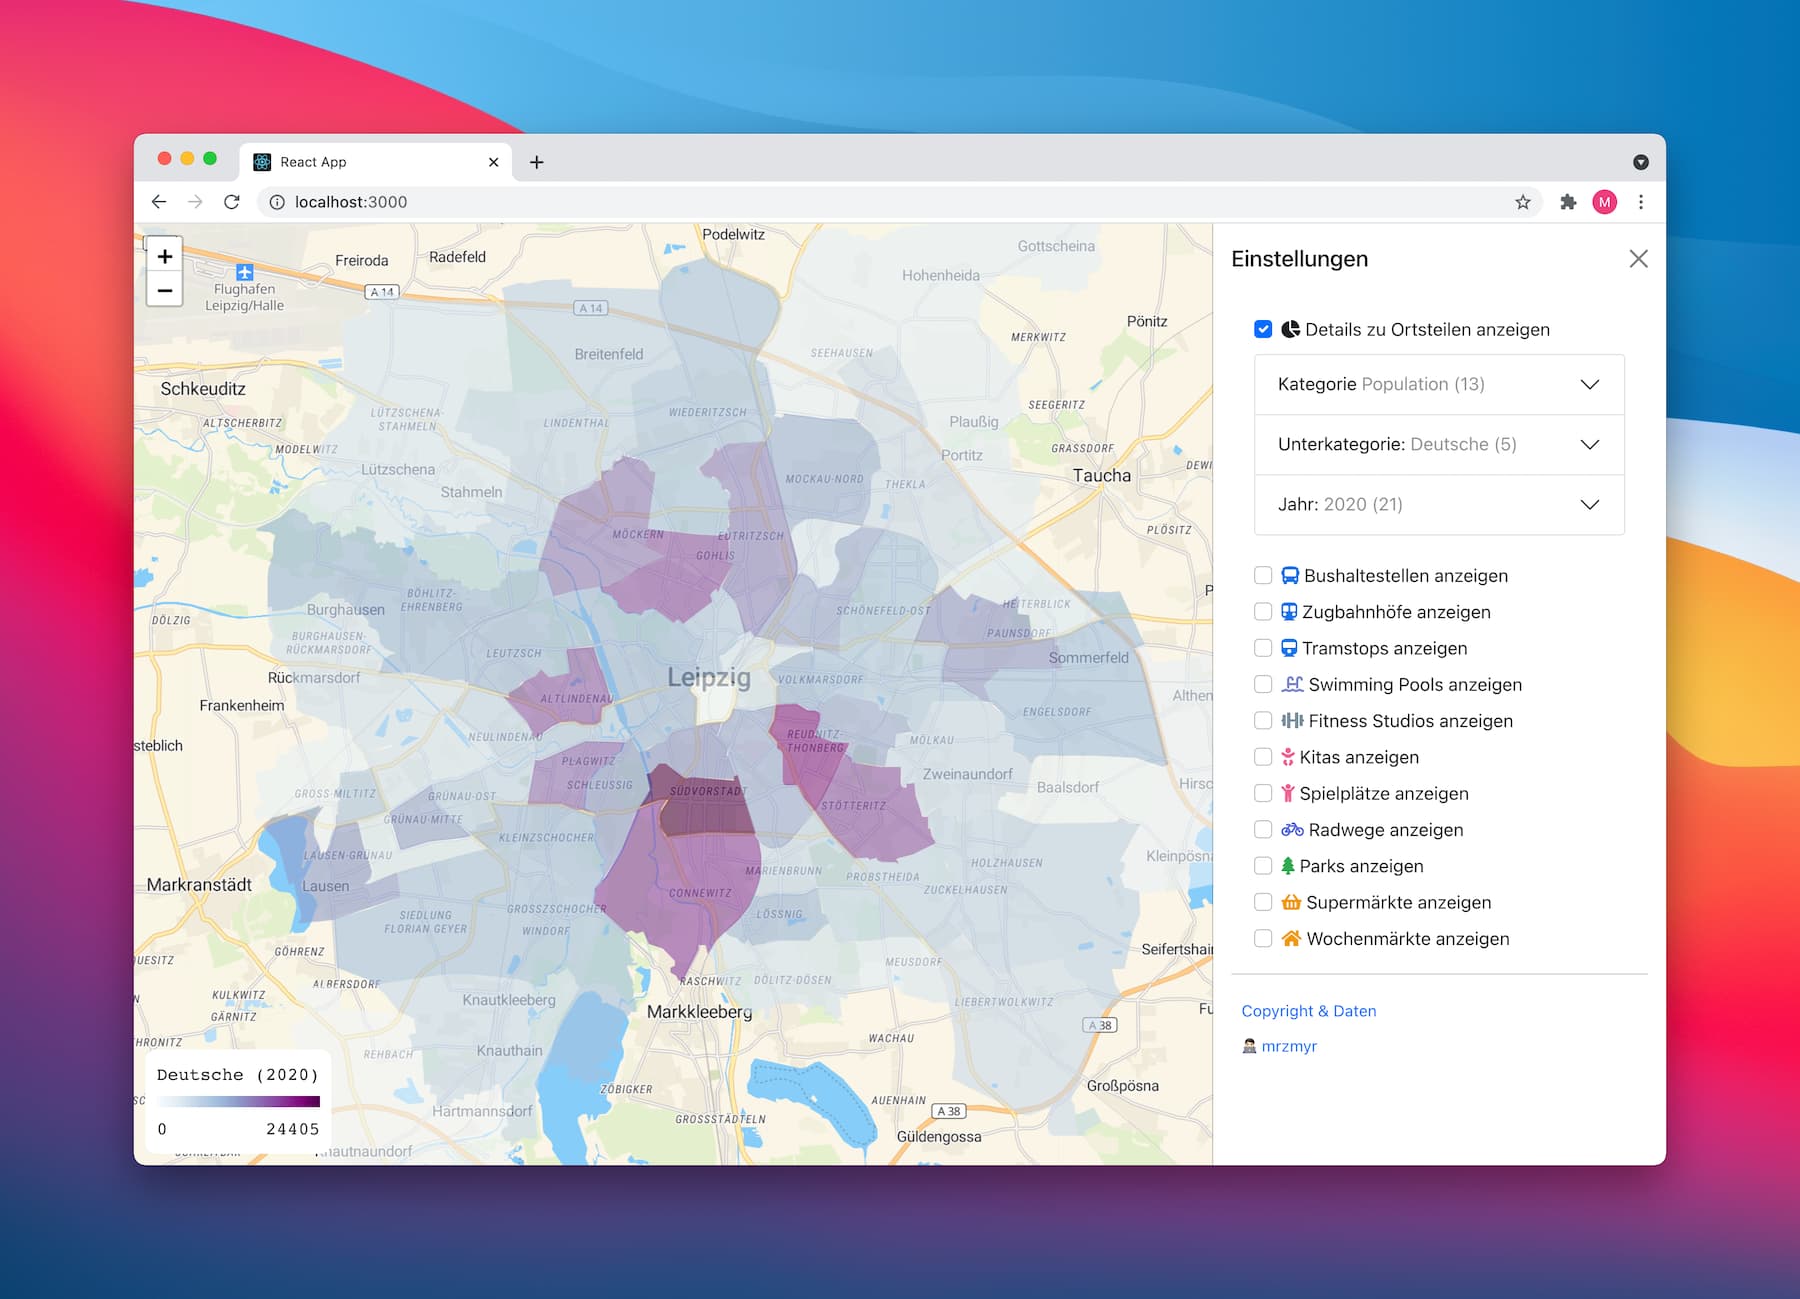 React App
localhost:3000
M
+
−
Podelwitz
Gottscheina
Freiroda
Radefeld
Hohenheida
Flughafen
Leipzig/Halle
A 14
A 14
Pönitz
MERKWITZ
Breitenfeld
SEEHAUSEN
Schkeuditz
SEEGERITZ
LÜTZSCHENA-
STAHMELN
WIEDERITZSCH
LINDENTHAL
Plaußig
ALTSCHERBITZ
MODELWITZ
GRASSDORF
Portitz
Lützschena
Taucha
DEWI
Stahmeln
MOCKAU-NORD
THEKLA
PLÖSITZ
MÖCKERN
EUTRITZSCH
GOHLIS
BÖHLITZ-
EHRENBERG
Burghausen
SCHÖNEFELD-OST
HEITERBLICK
DÖLZIG
BURGHAUSEN-
RÜCKMARSDORF
PAUNSDORF
LEUTZSCH
Sommerfeld
Rückmarsdorf
Leipzig
VOLKMARSDORF
Althen
Frankenheim
ALTLINDENAU
ENGELSDORF
steblich
NEULINDENAU
REUDNITZ-
THONBERG
MÖLKAU
PLAGWITZ
Zweinaundorf
SCHLEUSSIG
Baalsdorf
Hirsc
GROSS-MILTITZ
GRÜNAU-OST
SÜDVORSTADT
STÖTTERITZ
GRÜNAU-MITTE
KLEINZSCHOCHER
LAUSEN-GRÜNAU
HOLZHAUSEN
Kleinpösna
Markranstädt
Lausen
CONNEWITZ
MARIENBRUNN
PROBSTHEIDA
ZUCKELHAUSEN
GROSSZSCHOCHER
LÖSSNIG
SIEDLUNG
FLORIAN GEYER
WINDORF
GÖHRENZ
Seifertshain
QUESITZ
MEUSDORF
ALBERSDORF
RASCHWITZ
DÖLITZ-DÖSEN
KULKWITZ
Knautkleeberg
LIEBERTWOLKWITZ
Markkleeberg
GÄRNITZ
Fu
A 38
WACHAU
THRONITZ
REHBACH
Knauthain
Großpösna
ZÖBIGKER
AUENHAIN
Hartmannsdorf
A 38
GROSSSTÄDTELN
Güldengossa
Knautnaundorf
Deutsche (2020)
0 24405
Einstellungen
Details zu Ortsteilen anzeigen
Kategorie Population (13)
Unterkategorie: Deutsche (5)
Jahr: 2020 (21)
Bushaltestellen anzeigen
Zugbahnhöfe anzeigen
Tramstops anzeigen
Swimming Pools anzeigen
Fitness Studios anzeigen
Kitas anzeigen
Spielplätze anzeigen
Radwege anzeigen
Parks anzeigen
Supermärkte anzeigen
Wochenmärkte anzeigen
Copyright & Daten
mrzmyr